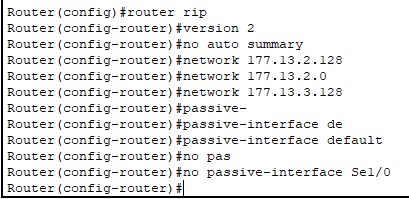 Router(config)#router rip
Router(config-router)#version 2
Router(config-router)#no auto summary
Router(config-router)#network 177.13.2.128
Router(config-router)#network 177.13.2.0
Router(config-router)#network 177.13.3.128
Router(config-router)#passive-
Router(config-router)#passive-interface de
Router(config-router)#passive-interface default
Router(config-router)#no pas
Router(config-router)#no passive-interface Se1/0
Router(config-router)#